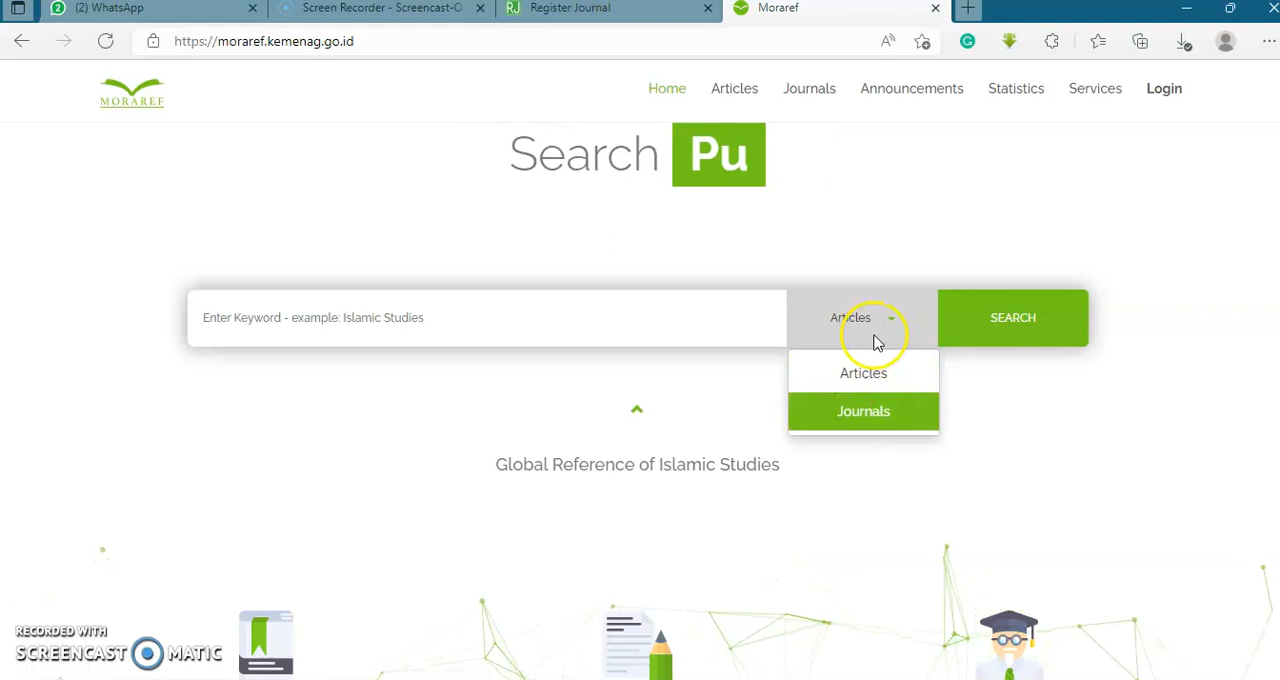 (2) WhatsApp
Screen Recorder - Screencast-O
RJ Register Journal
Moraref
https://moraref.kemenag.go.id
MORAREF
Home Articles Journals Announcements Statistics Services Login
Search Pu
Enter Keyword - example: Islamic Studies
Articles
SEARCH
Articles
Journals
Global Reference of Islamic Studies
RECORDED WITH
SCREENCAST MATIC